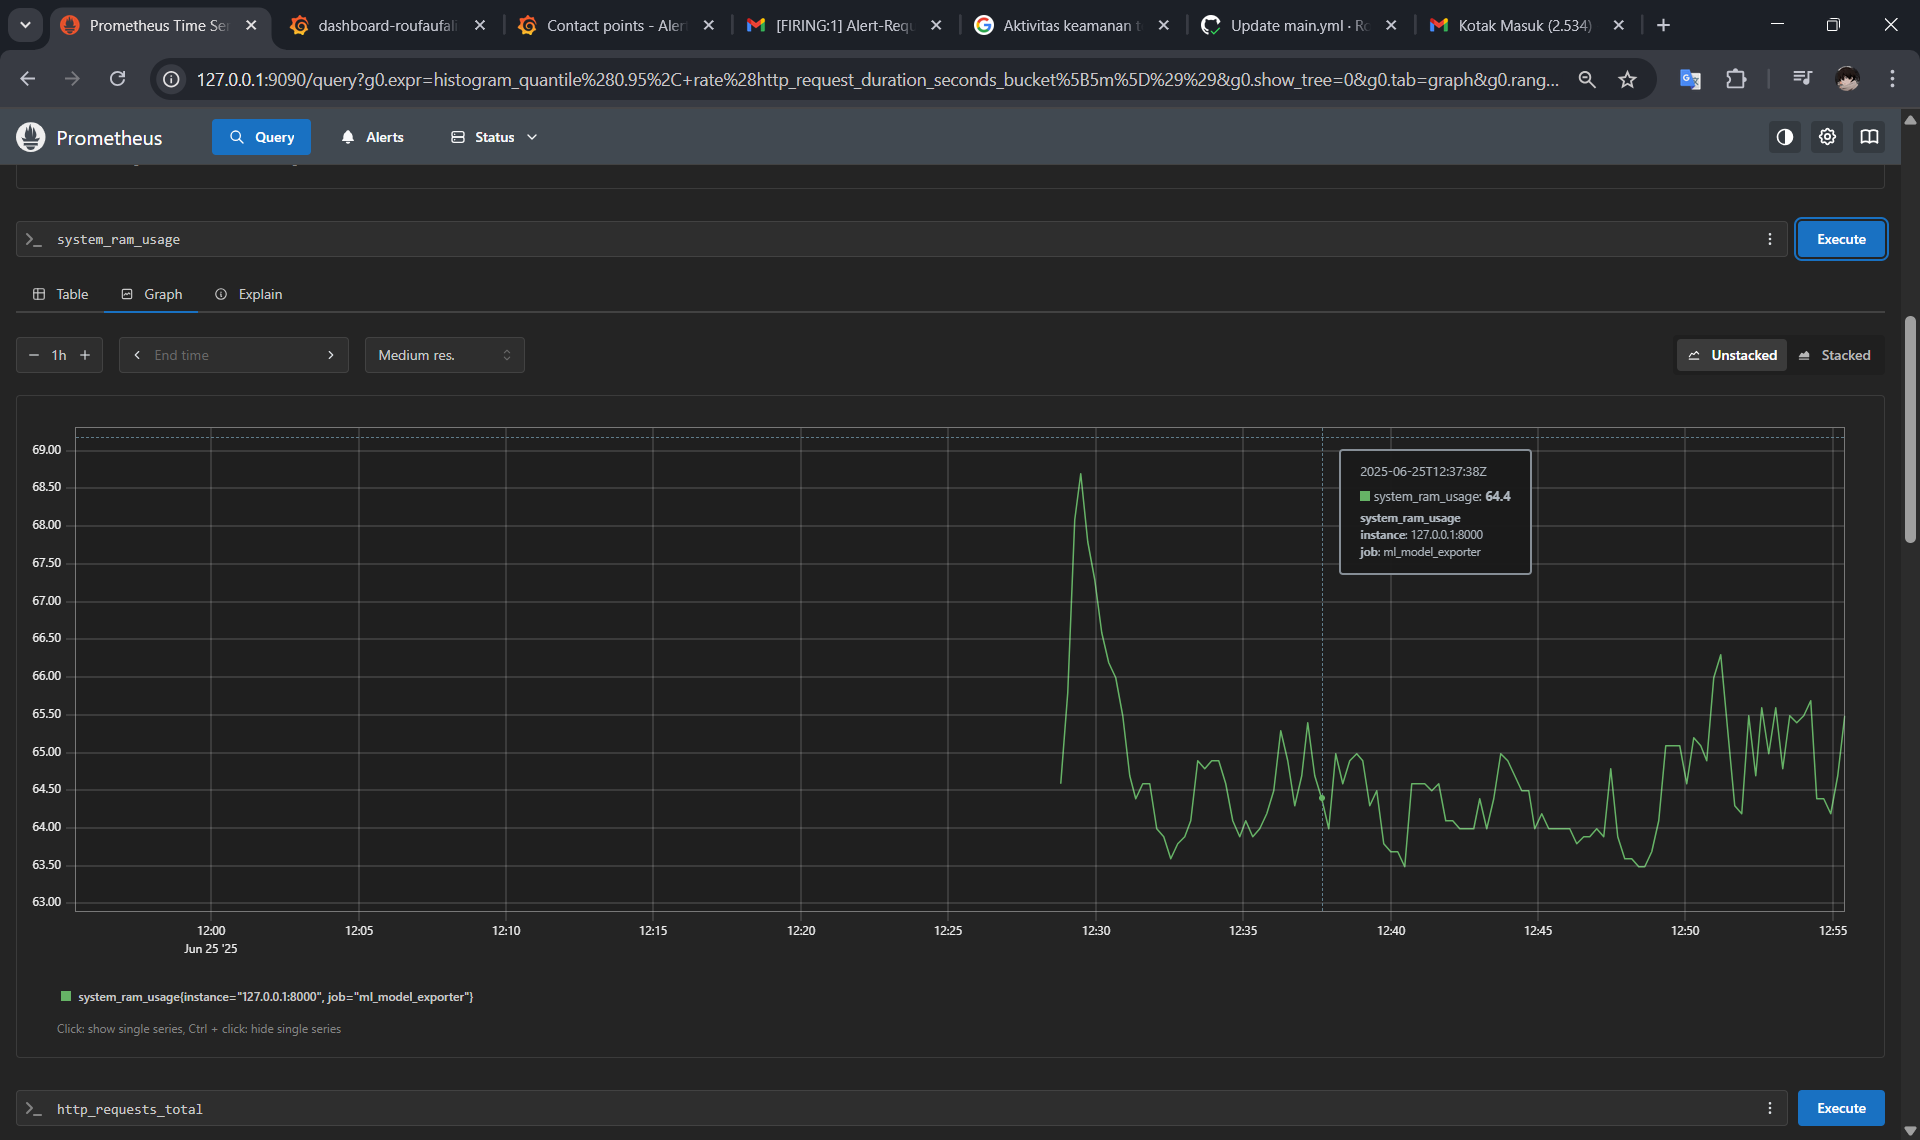 Prometheus Time Se
dashboard-roufaufali
Contact points - Aler
[FIRING:1] Alert-Requ
Aktivitas keamanan t
Update main.yml · Ro
Kotak Masuk (2.534)
127.0.0.1:9090/query?g0.expr=histogram_quantile%280.95%2C+rate%28http_request_duration_seconds_bucket%5B5m%5D%29%29&g0.show_tree=0&g0.tab=graph&g0.rang...
Prometheus
Query
Alerts
Status
>_ system_ram_usage
Execute
Table
Graph
Explain
− 1h +
End time
Medium res.
Unstacked
Stacked
69.00
68.50
68.00
67.50
67.00
66.50
66.00
65.50
65.00
64.50
64.00
63.50
63.00
2025-06-25T12:37:38Z
system_ram_usage: 64.4
system_ram_usage
instance: 127.0.0.1:8000
job: ml_model_exporter
12:00 12:05 12:10 12:15 12:20 12:25 12:30 12:35 12:40 12:45 12:50 12:55
Jun 25 '25
system_ram_usage{instance="127.0.0.1:8000", job="ml_model_exporter"}
Click: show single series, Ctrl + click: hide single series
>_ http_requests_total
Execute